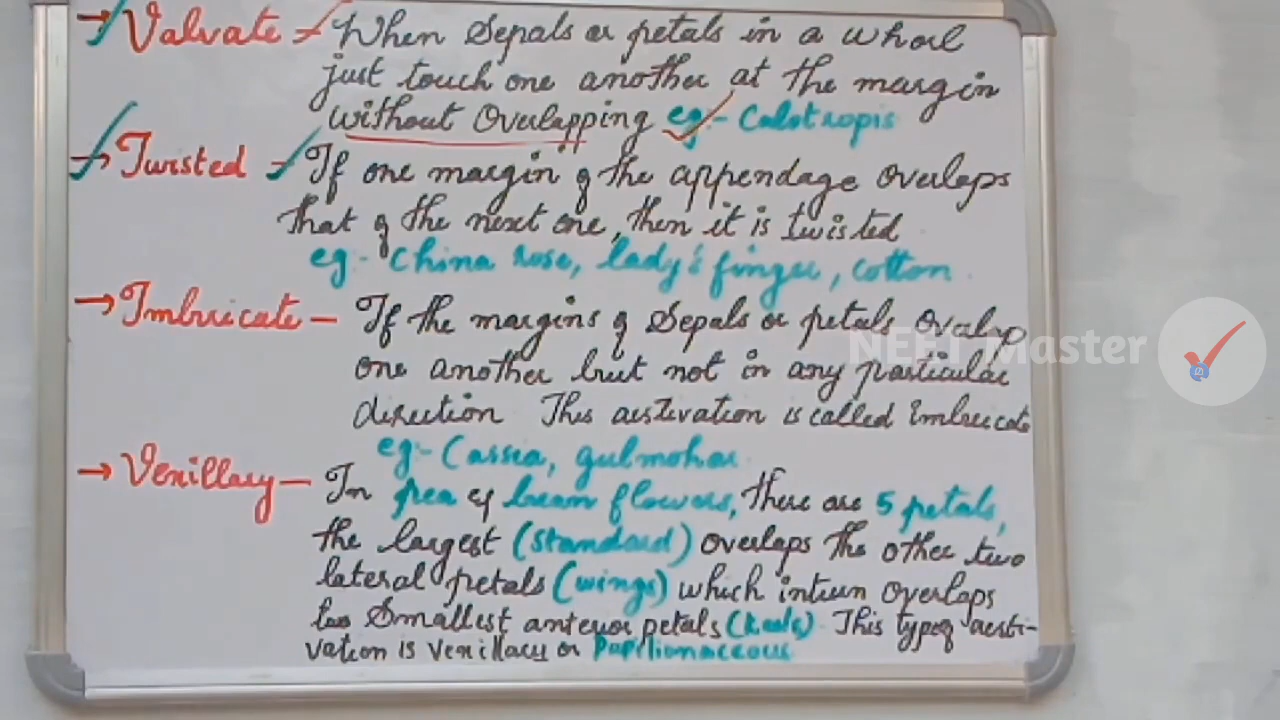 → Valvate - When Sepals or petals in a whorl
just touch one another at the margin
without overlapping eg:- Calotropis
→ Twisted - If one margin of the appendage overlaps
that of the next one, then it is twisted
eg:- China rose, lady's finger, cotton
→ Imbricate - If the margins of Sepals or petals overlap
one another but not in any particular
direction This aestivation is called imbricate
eg:- Cassia, gulmohar
→ Vexillary - In pea & bean flowers, there are 5 petals,
the largest (standard) overlaps the other two
lateral petals (wings) which inturn overlaps
two Smallest anterior petals (keels) This type of aesti-
vation is vexillary or Papilionaceous
NEET Master